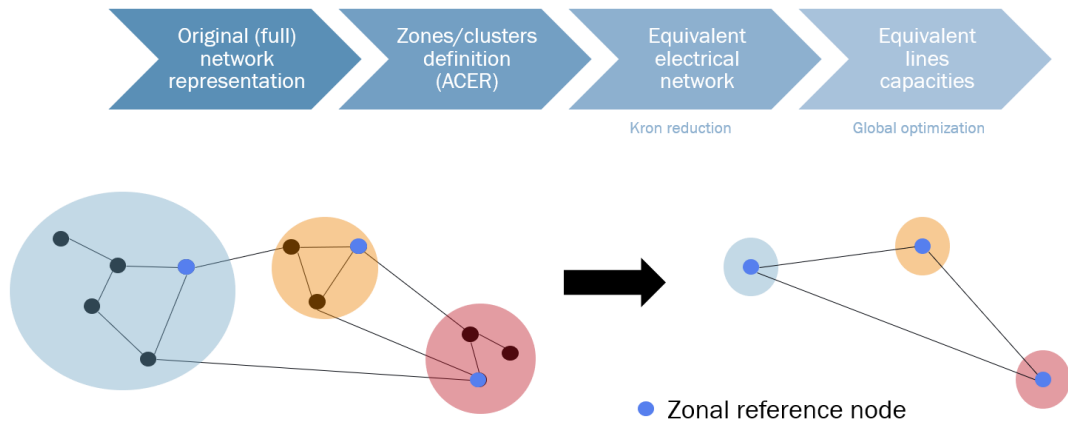 Original (full)
network
representation
Zones/clusters
definition
(ACER)
Equivalent
electrical
network
Equivalent
lines
capacities
Kron reduction
Global optimization
Zonal reference node